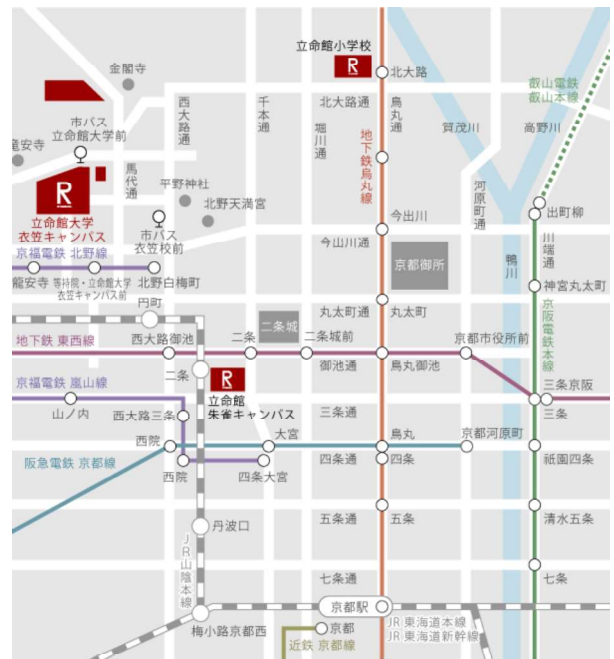 立命館小学校
R
北大路
金閣寺
叡山電鉄
叡山本線
西大路通
千本通
北大路通
烏丸通
堀川通
地下鉄烏丸線
賀茂川
高野川
市バス
立命館大学前
竜安寺
馬代通
平野神社
北野天満宮
河原町通
R
立命館大学
衣笠キャンパス
市バス
衣笠校前
今出川
今出川通
出町柳
川端通
京福電鉄 北野線
京都御所
鴨川
龍安寺
等持院・立命館大学
衣笠キャンパス前
北野白梅町
神宮丸太町
円町
丸太町通
丸太町
京阪電鉄本線
二条城
地下鉄 東西線
西大路御池
二条
二条城前
京都市役所前
御池通
烏丸御池
二条
R
立命館
朱雀キャンパス
京福電鉄 嵐山線
三条京阪
山ノ内
西大路三条
三条通
三条
西院
大宮
烏丸
京都河原町
阪急電鉄 京都線
西院
四条大宮
四条通
四条
祇園四条
五条通
五条
清水五条
丹波口
JR山陰本線
七条通
七条
京都駅
梅小路京都西
京都
JR東海道本線
JR東海道新幹線
近鉄 京都線